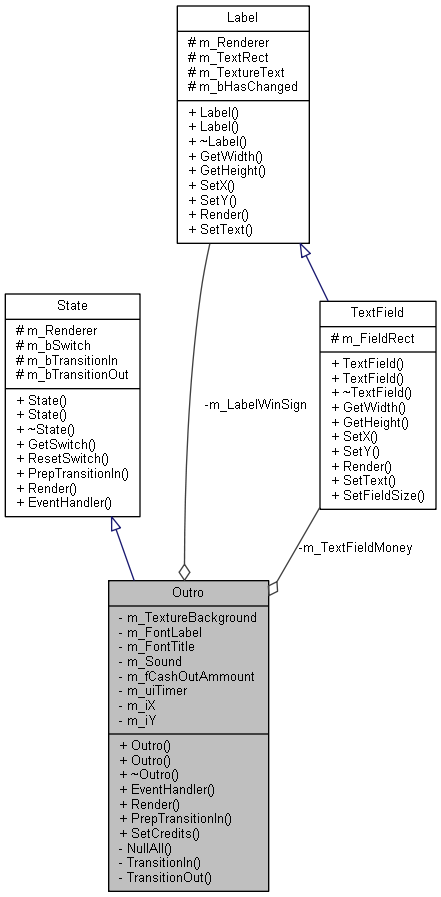 Label
# m_Renderer
# m_TextRect
# m_TextureText
# m_bHasChanged
+ Label()
+ Label()
+ ~Label()
+ GetWidth()
+ GetHeight()
+ SetX()
+ SetY()
+ Render()
+ SetText()
State
# m_Renderer
# m_bSwitch
# m_bTransitionIn
# m_bTransitionOut
+ State()
+ State()
+ ~State()
+ GetSwitch()
+ ResetSwitch()
+ PrepTransitionIn()
+ Render()
+ EventHandler()
TextField
# m_FieldRect
+ TextField()
+ TextField()
+ ~TextField()
+ GetWidth()
+ GetHeight()
+ SetX()
+ SetY()
+ Render()
+ SetText()
+ SetFieldSize()
-m_LabelWinSign
-m_TextFieldMoney
Outro
- m_TextureBackground
- m_FontLabel
- m_FontTitle
- m_Sound
- m_fCashOutAmmount
- m_uiTimer
- m_iX
- m_iY
+ Outro()
+ Outro()
+ ~Outro()
+ EventHandler()
+ Render()
+ PrepTransitionIn()
+ SetCredits()
- NullAll()
- TransitionIn()
- TransitionOut()